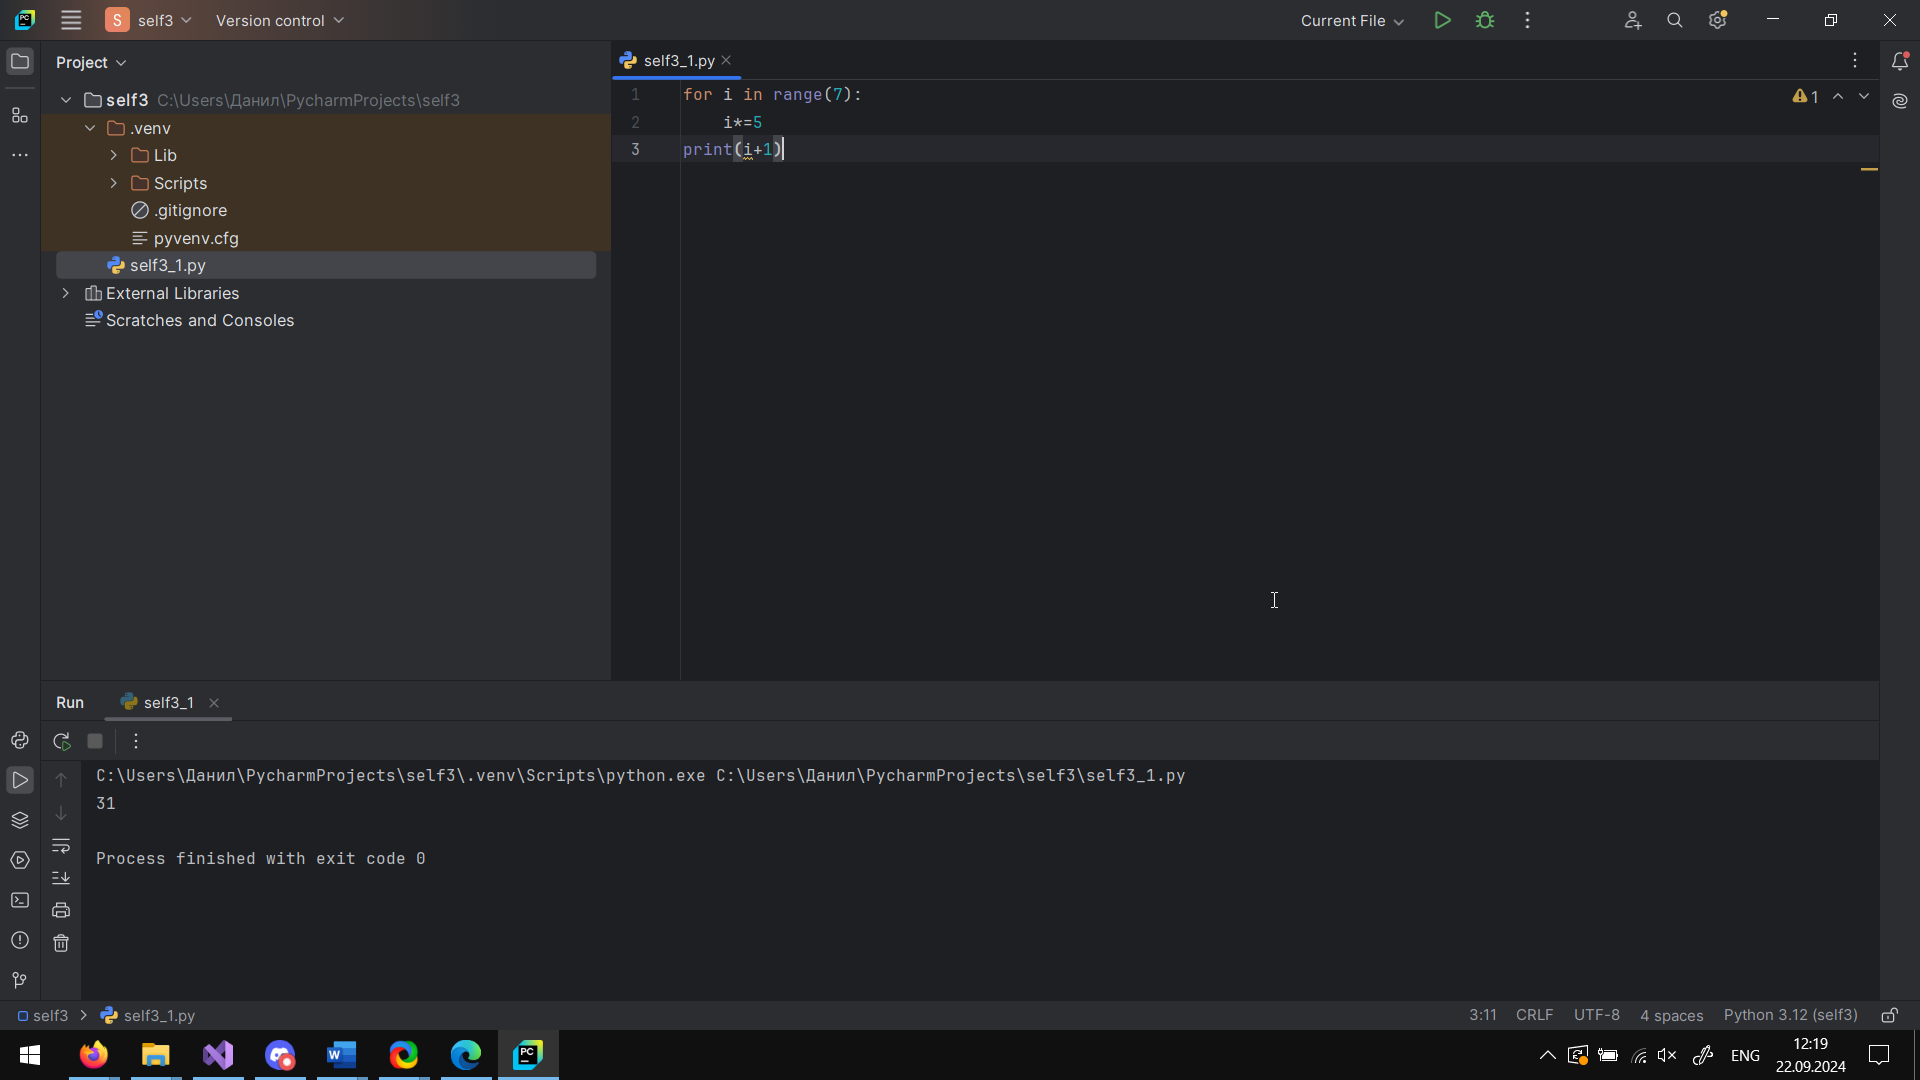 S self3 Version control Current File
Project
self3 C:\Users\Данил\PycharmProjects\self3
.venv
Lib
Scripts
.gitignore
pyvenv.cfg
self3_1.py
External Libraries
Scratches and Consoles
self3_1.py
1 for i in range(7):
2 i*=5
3 print(i+1)
1
Run self3_1
C:\Users\Данил\PycharmProjects\self3\.venv\Scripts\python.exe C:\Users\Данил\PycharmProjects\self3\self3_1.py
31
Process finished with exit code 0
self3 self3_1.py 3:11 CRLF UTF-8 4 spaces Python 3.12 (self3)
ENG
12:19
22.09.2024